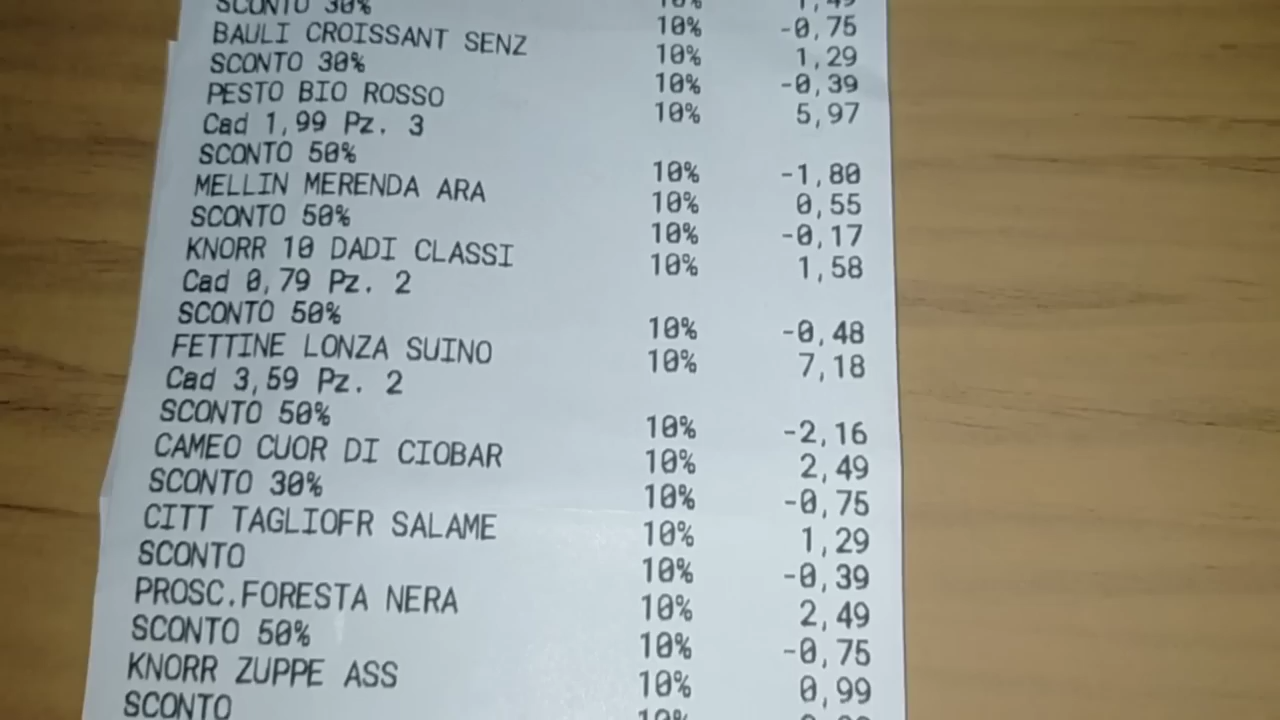 10% 1,49
SCONTO 30% 10% -0,75
BAULI CROISSANT SENZ 10% 1,29
SCONTO 30% 10% -0,39
PESTO BIO ROSSO 10% 5,97
Cad 1,99 Pz. 3
SCONTO 50% 10% -1,80
MELLIN MERENDA ARA 10% 0,55
SCONTO 50% 10% -0,17
KNORR 10 DADI CLASSI 10% 1,58
Cad 0,79 Pz. 2
SCONTO 50% 10% -0,48
FETTINE LONZA SUINO 10% 7,18
Cad 3,59 Pz. 2
SCONTO 50% 10% -2,16
CAMEO CUOR DI CIOBAR 10% 2,49
SCONTO 30% 10% -0,75
CITT TAGLIOFR SALAME 10% 1,29
SCONTO 10% -0,39
PROSC.FORESTA NERA 10% 2,49
SCONTO 50% 10% -0,75
KNORR ZUPPE ASS 10% 0,99
SCONTO 10%